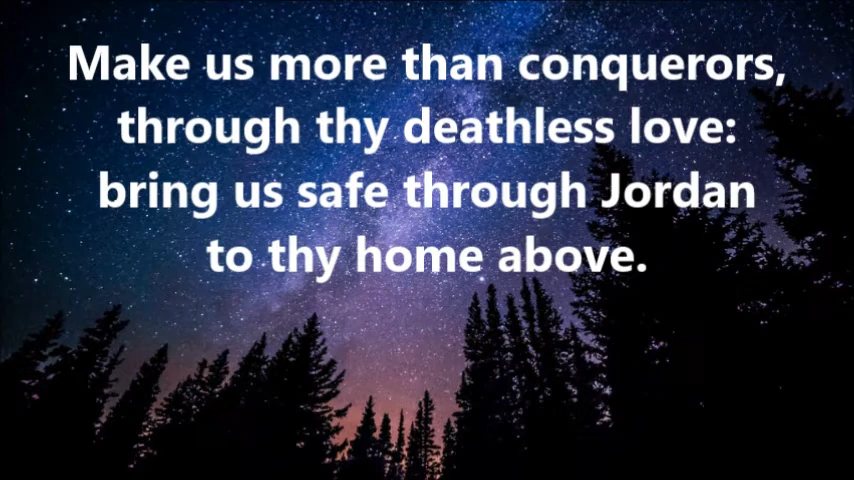 Make us more than conquerors,
through thy deathless love:
bring us safe through Jordan
to thy home above.